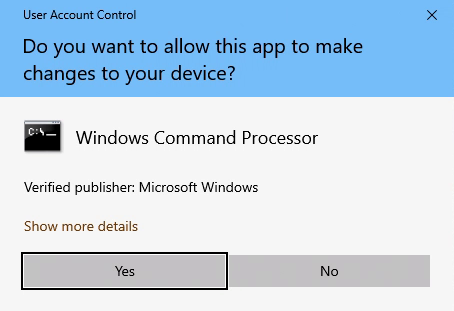 User Account Control
Do you want to allow this app to make
changes to your device?
C:\_
Windows Command Processor
Verified publisher: Microsoft Windows
Show more details
Yes
No